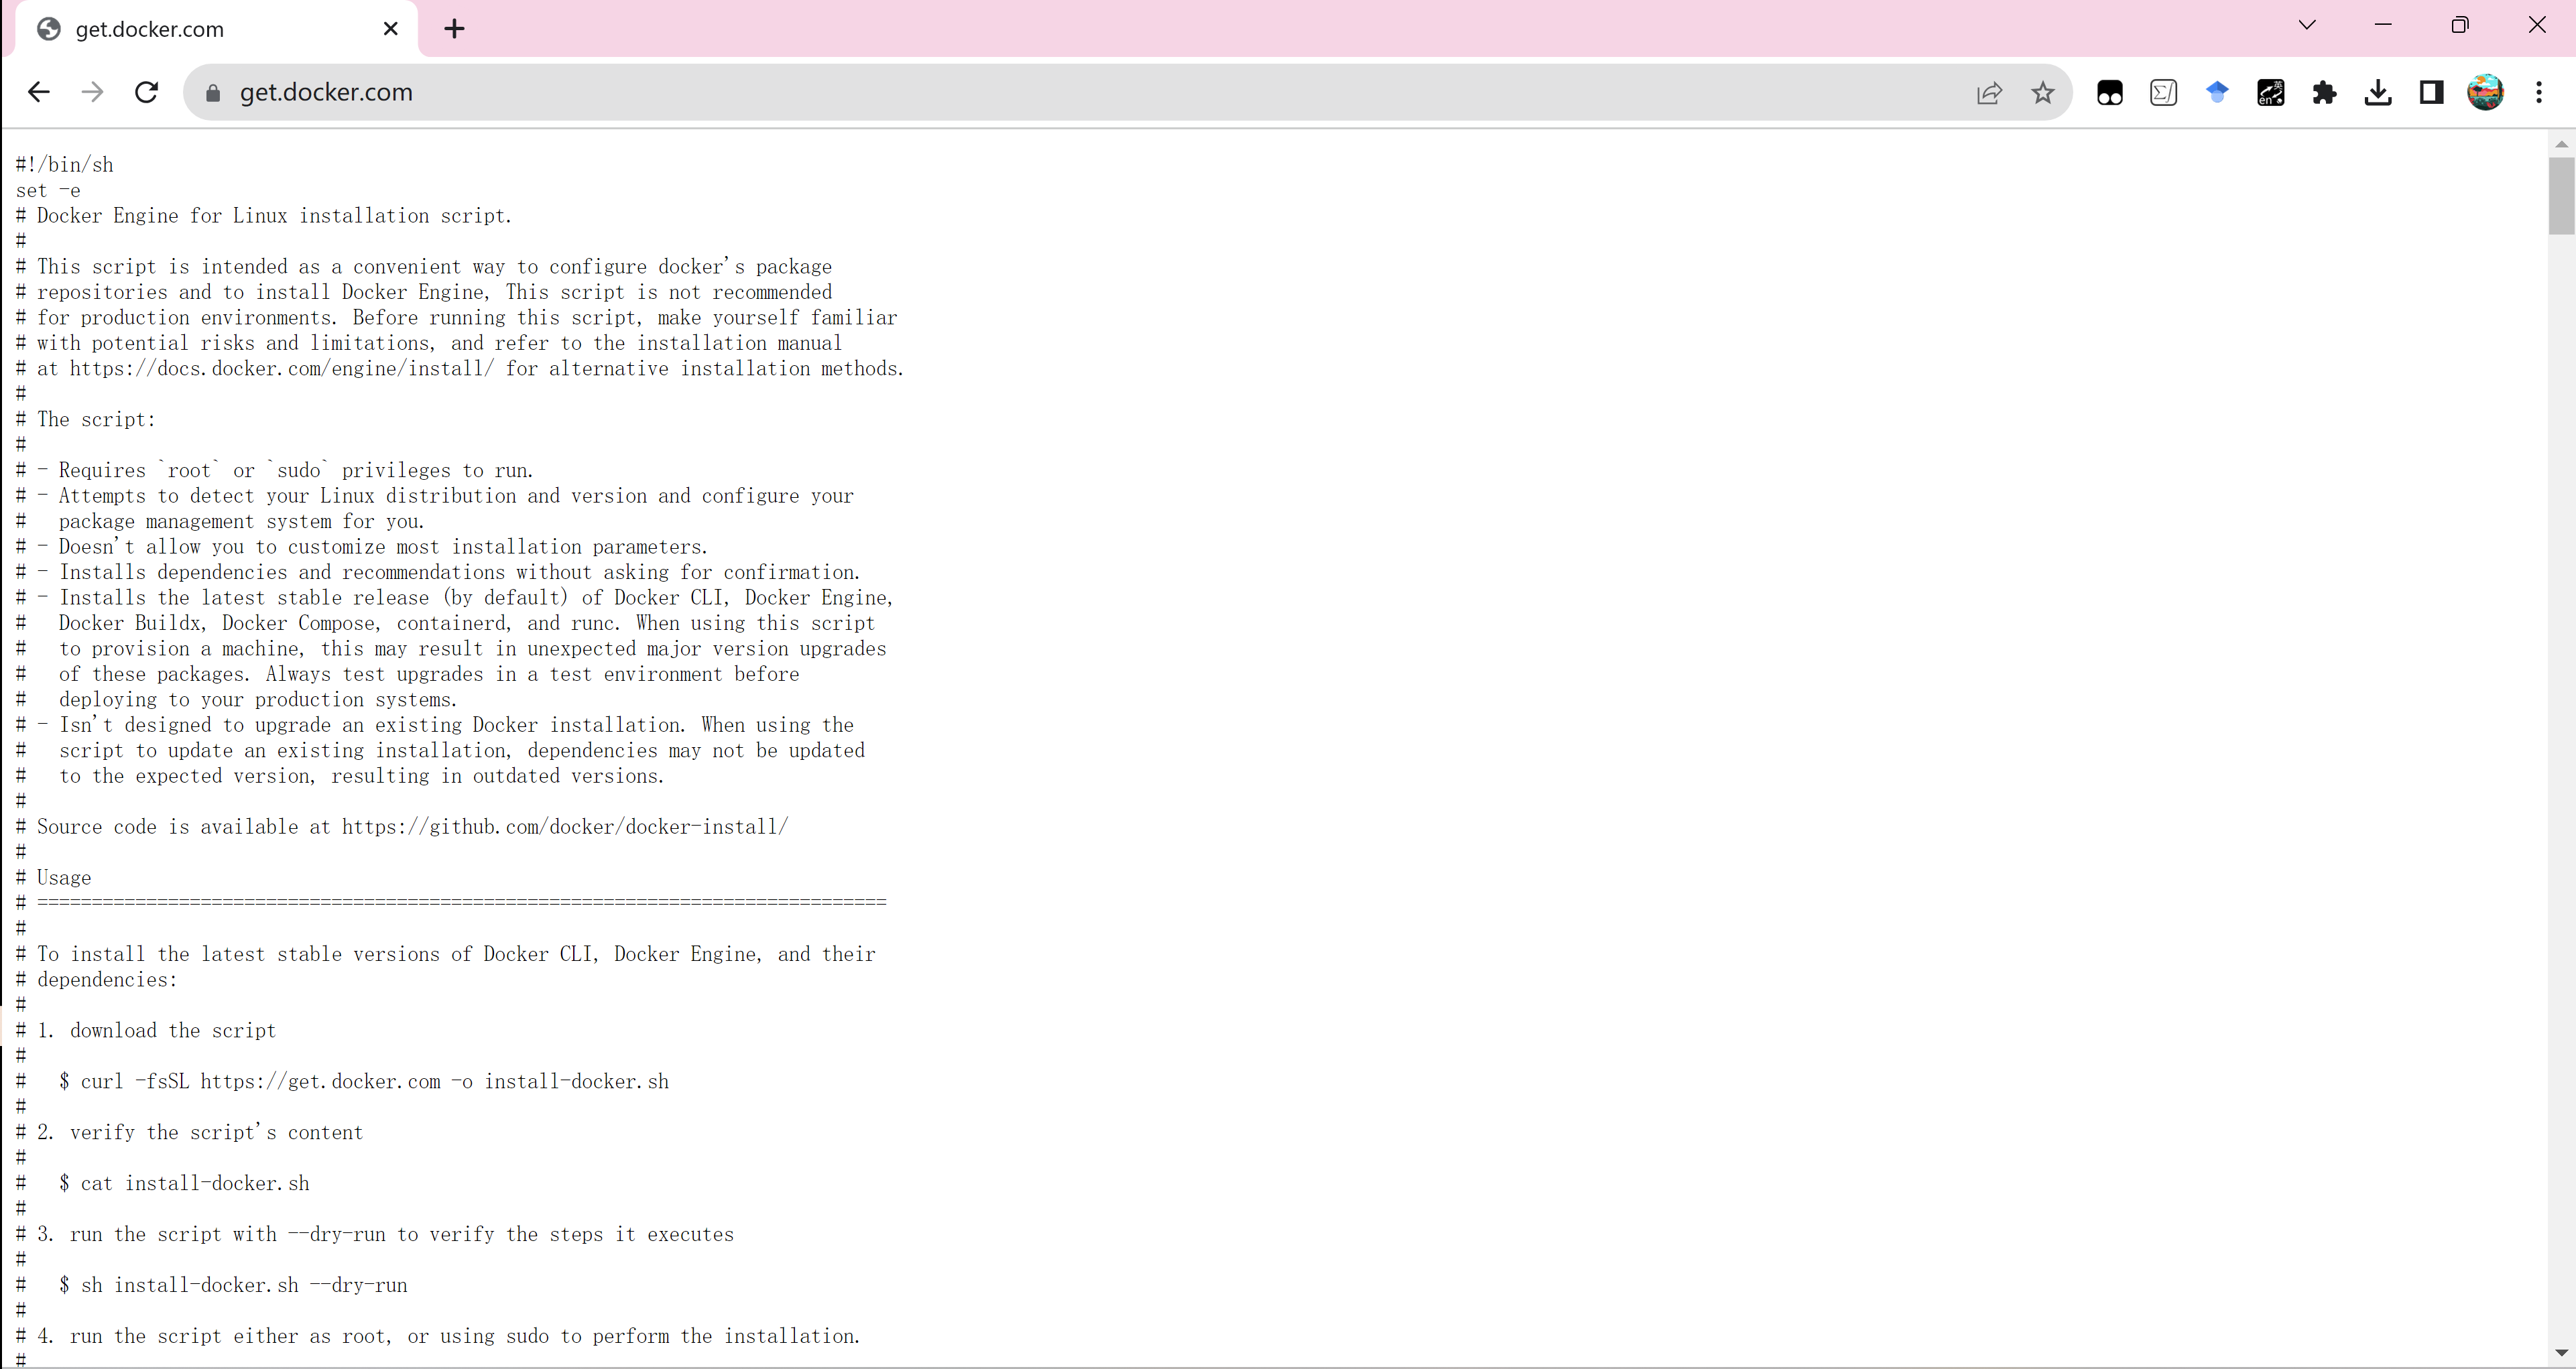 get.docker.com
get.docker.com
#!/bin/sh
set -e
# Docker Engine for Linux installation script.
#
# This script is intended as a convenient way to configure docker's package
# repositories and to install Docker Engine, This script is not recommended
# for production environments. Before running this script, make yourself familiar
# with potential risks and limitations, and refer to the installation manual
# at https://docs.docker.com/engine/install/ for alternative installation methods.
#
# The script:
#
# - Requires `root` or `sudo` privileges to run.
# - Attempts to detect your Linux distribution and version and configure your
#   package management system for you.
# - Doesn't allow you to customize most installation parameters.
# - Installs dependencies and recommendations without asking for confirmation.
# - Installs the latest stable release (by default) of Docker CLI, Docker Engine,
#   Docker Buildx, Docker Compose, containerd, and runc. When using this script
#   to provision a machine, this may result in unexpected major version upgrades
#   of these packages. Always test upgrades in a test environment before
#   deploying to your production systems.
# - Isn't designed to upgrade an existing Docker installation. When using the
#   script to update an existing installation, dependencies may not be updated
#   to the expected version, resulting in outdated versions.
#
# Source code is available at https://github.com/docker/docker-install/
#
# Usage
# ==============================================================================
#
# To install the latest stable versions of Docker CLI, Docker Engine, and their
# dependencies:
#
# 1. download the script
#
#   $ curl -fsSL https://get.docker.com -o install-docker.sh
#
# 2. verify the script's content
#
#   $ cat install-docker.sh
#
# 3. run the script with --dry-run to verify the steps it executes
#
#   $ sh install-docker.sh --dry-run
#
# 4. run the script either as root, or using sudo to perform the installation.
#